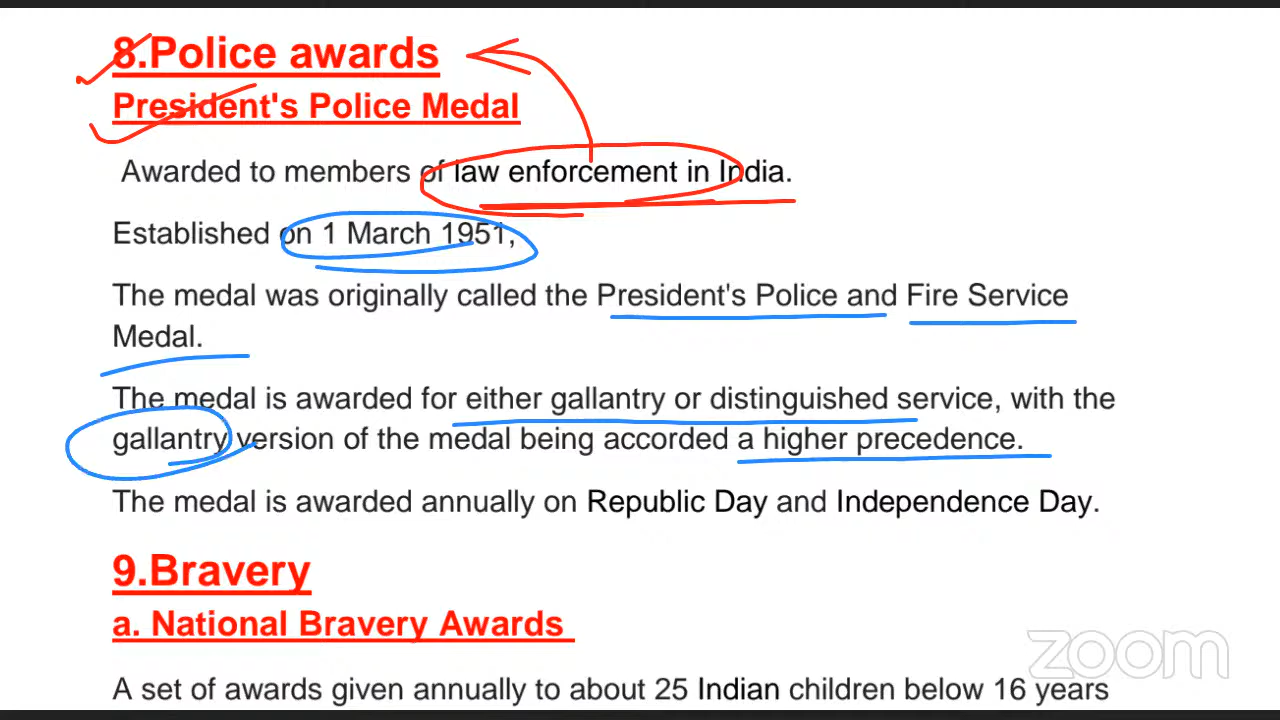 8.Police awards
President's Police Medal
Awarded to members of law enforcement in India.
Established on 1 March 1951,
The medal was originally called the President's Police and Fire Service
Medal.
The medal is awarded for either gallantry or distinguished service, with the
gallantry version of the medal being accorded a higher precedence.
The medal is awarded annually on Republic Day and Independence Day.
9.Bravery
a. National Bravery Awards
zoom
A set of awards given annually to about 25 Indian children below 16 years